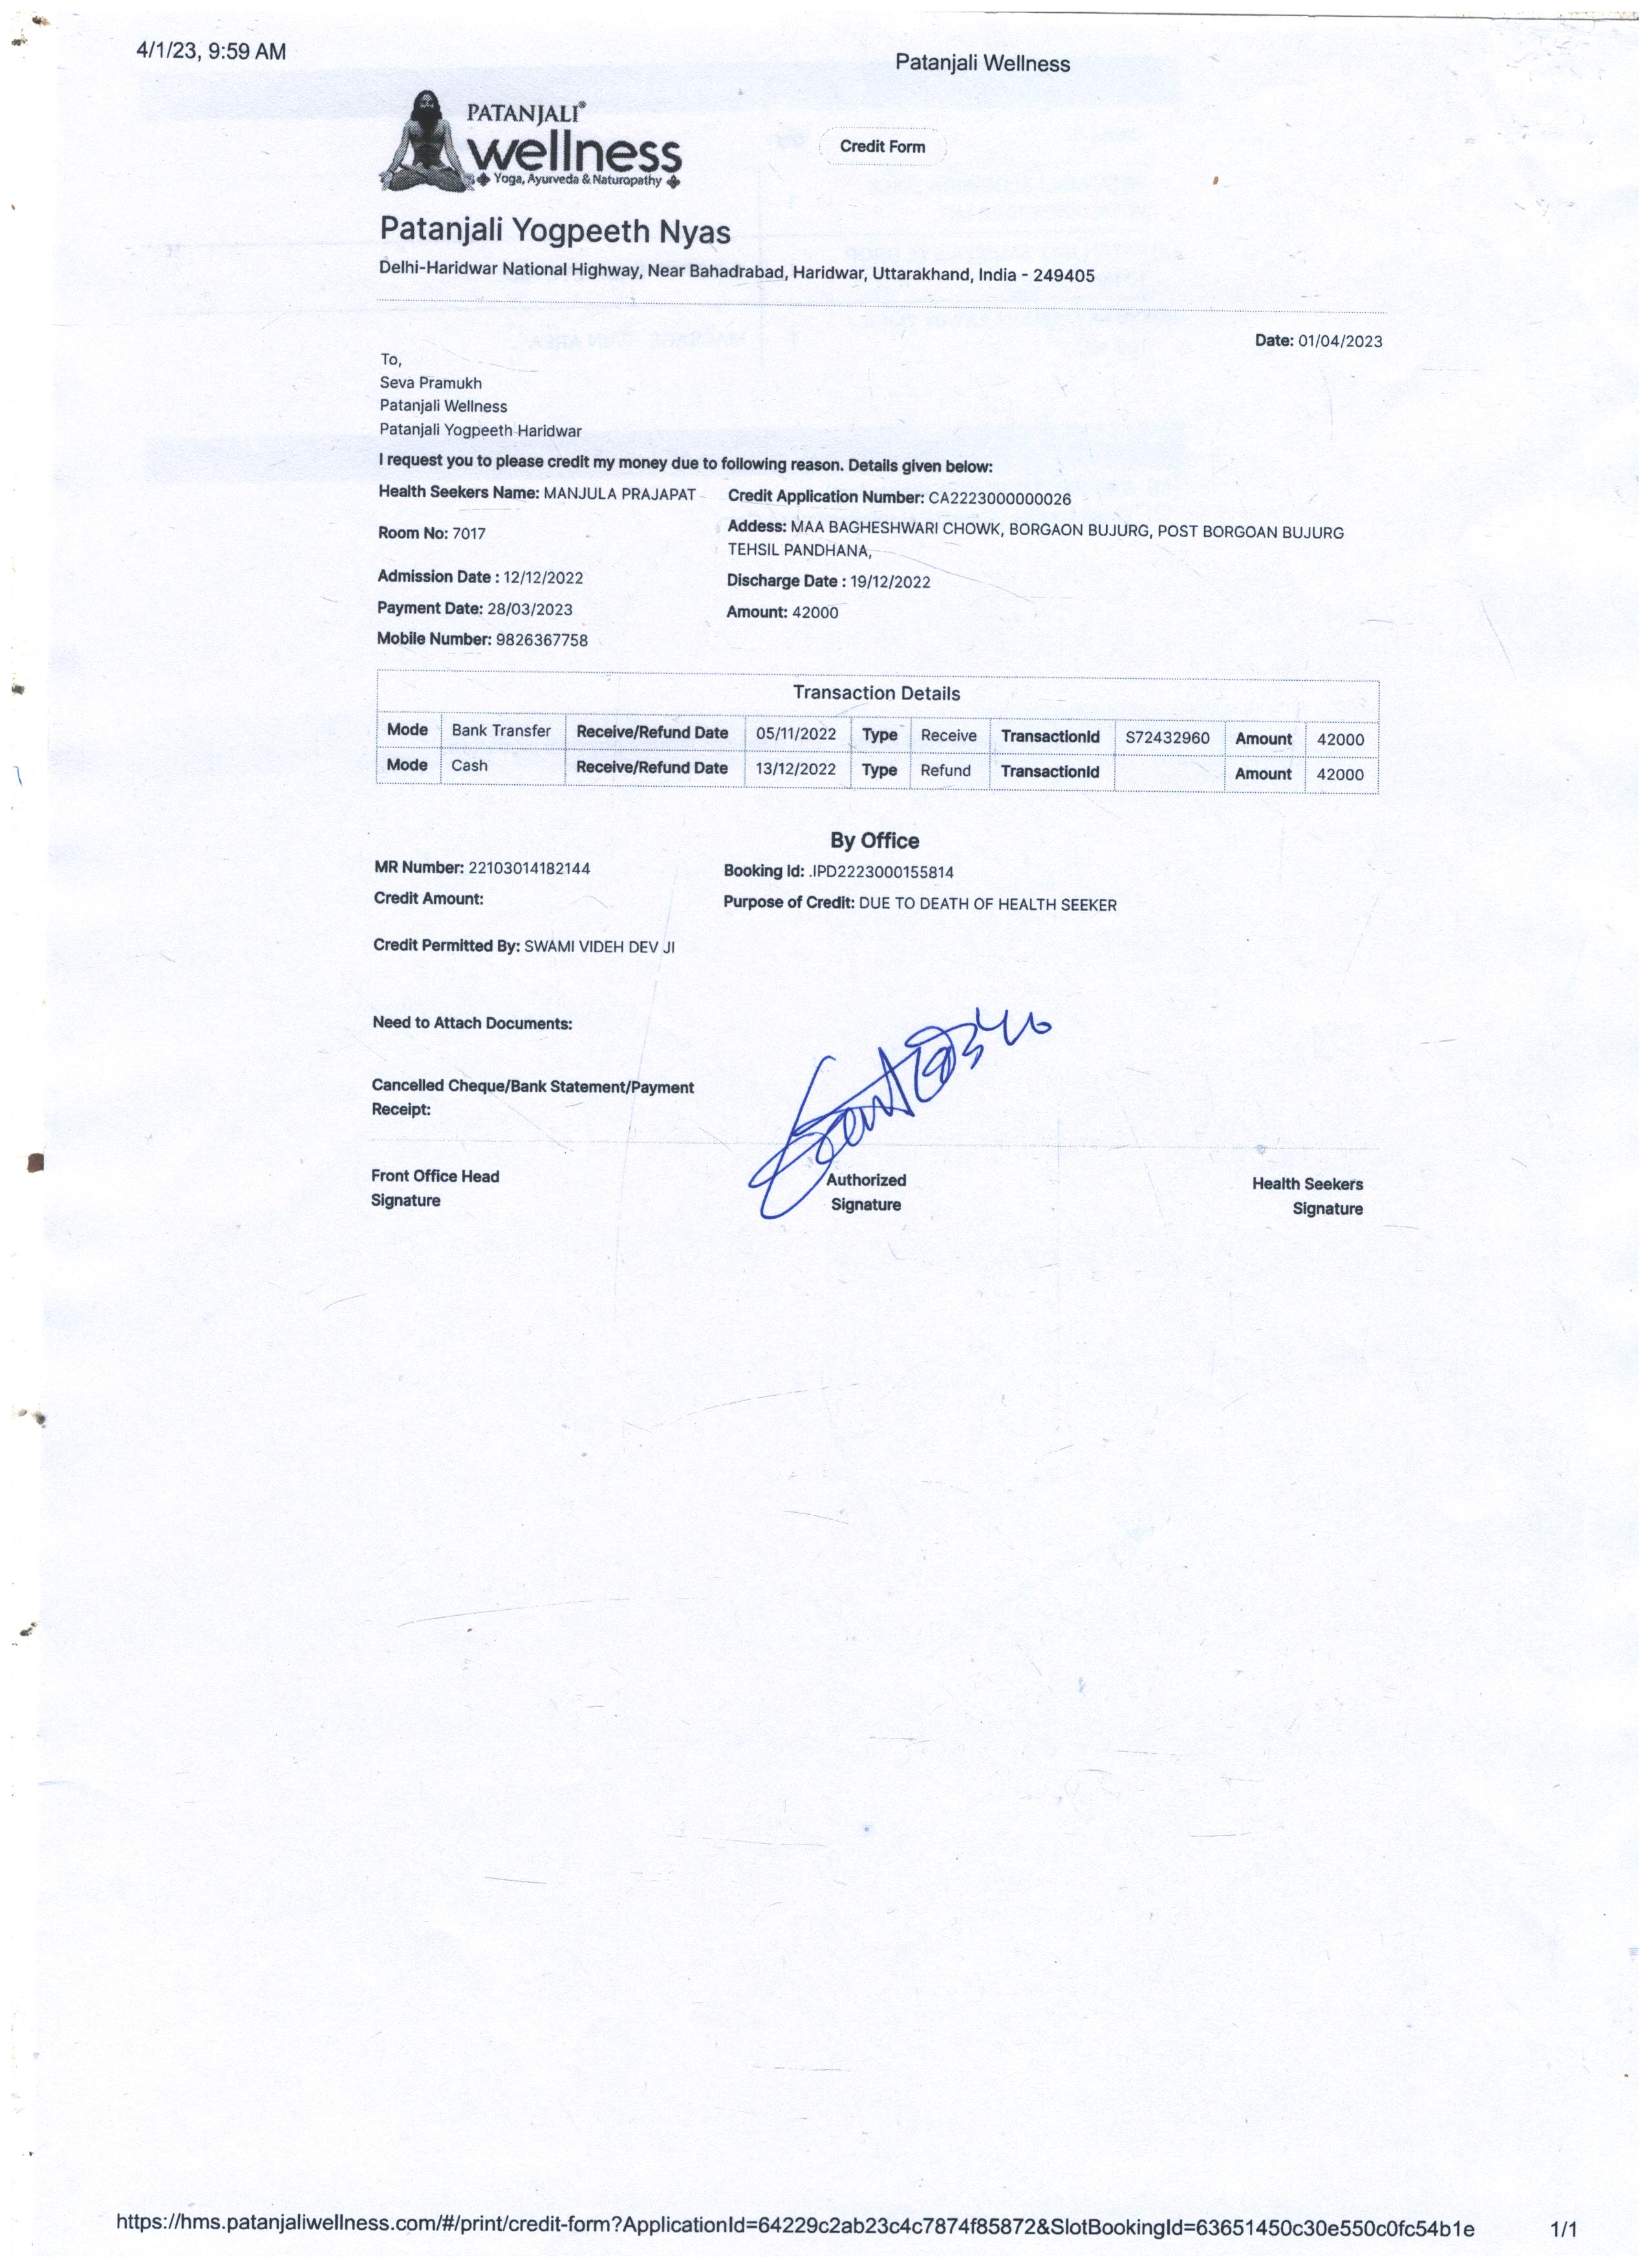 4/1/23, 9:59 AM
Patanjali Wellness
PATANJALI®
wellness
Yoga, Ayurveda & Naturopathy
Credit Form
Patanjali Yogpeeth Nyas
Delhi-Haridwar National Highway, Near Bahadrabad, Haridwar, Uttarakhand, India - 249405
Date: 01/04/2023
To,
Seva Pramukh
Patanjali Wellness
Patanjali Yogpeeth Haridwar
I request you to please credit my money due to following reason. Details given below:
Health Seekers Name: MANJULA PRAJAPAT
Credit Application Number: CA2223000000026
Room No: 7017
Addess: MAA BAGHESHWARI CHOWK, BORGAON BUJURG, POST BORGOAN BUJURG
TEHSIL PANDHANA,
Admission Date : 12/12/2022
Discharge Date : 19/12/2022
Payment Date: 28/03/2023
Amount: 42000
Mobile Number: 9826367758
Transaction Details
Mode Bank Transfer Receive/Refund Date 05/11/2022 Type Receive TransactionId S72432960 Amount 42000
Mode Cash Receive/Refund Date 13/12/2022 Type Refund TransactionId Amount 42000
By Office
MR Number: 22103014182144
Booking Id: .IPD2223000155814
Credit Amount:
Purpose of Credit: DUE TO DEATH OF HEALTH SEEKER
Credit Permitted By: SWAMI VIDEH DEV JI
Need to Attach Documents:
Cancelled Cheque/Bank Statement/Payment
Receipt:
Front Office Head
Signature
Authorized
Signature
Health Seekers
Signature
https://hms.patanjaliwellness.com/#/print/credit-form?ApplicationId=64229c2ab23c4c7874f85872&SlotBookingId=63651450c30e550c0fc54b1e
1/1